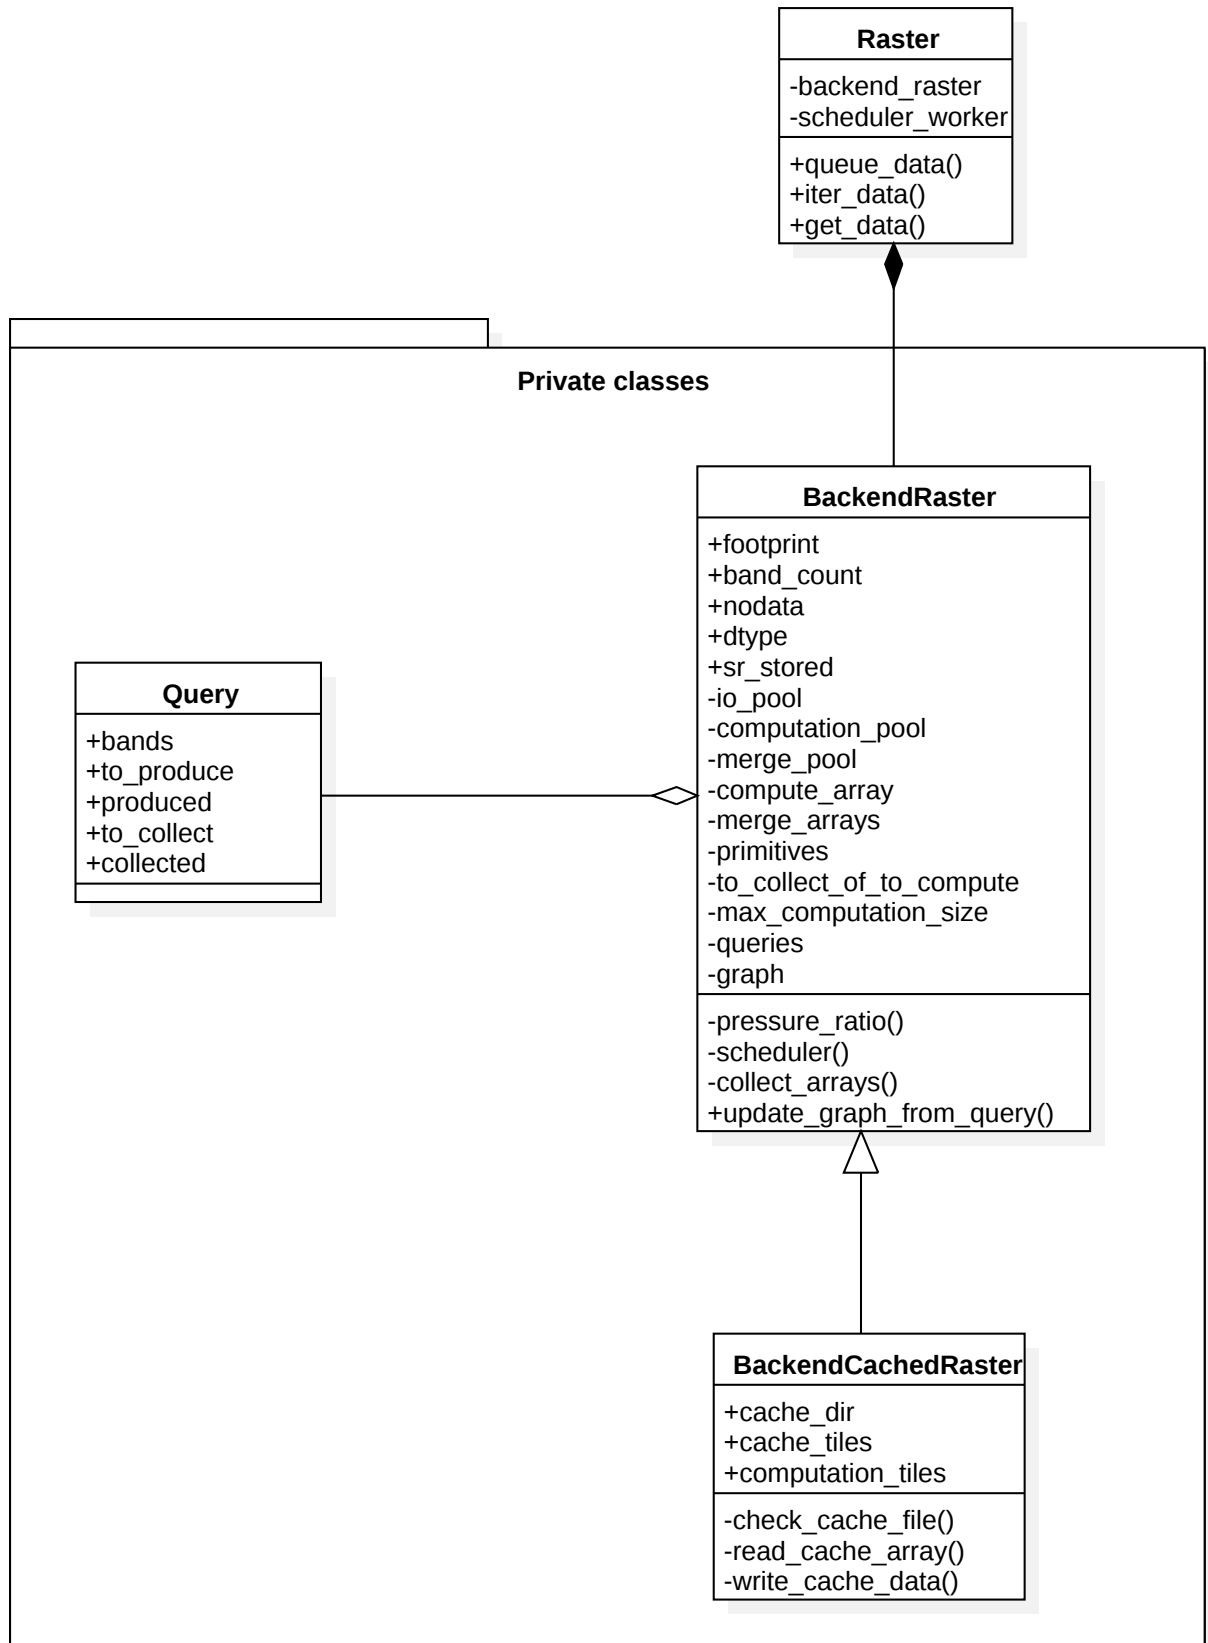 Raster
-backend_raster
-scheduler_worker
+queue_data()
+iter_data()
+get_data()
Private classes
BackendRaster
+footprint
+band_count
+nodata
+dtype
+sr_stored
-io_pool
-computation_pool
-merge_pool
-compute_array
-merge_arrays
-primitives
-to_collect_of_to_compute
-max_computation_size
-queries
-graph
-pressure_ratio()
-scheduler()
-collect_arrays()
+update_graph_from_query()
Query
+bands
+to_produce
+produced
+to_collect
+collected
BackendCachedRaster
+cache_dir
+cache_tiles
+computation_tiles
-check_cache_file()
-read_cache_array()
-write_cache_data()